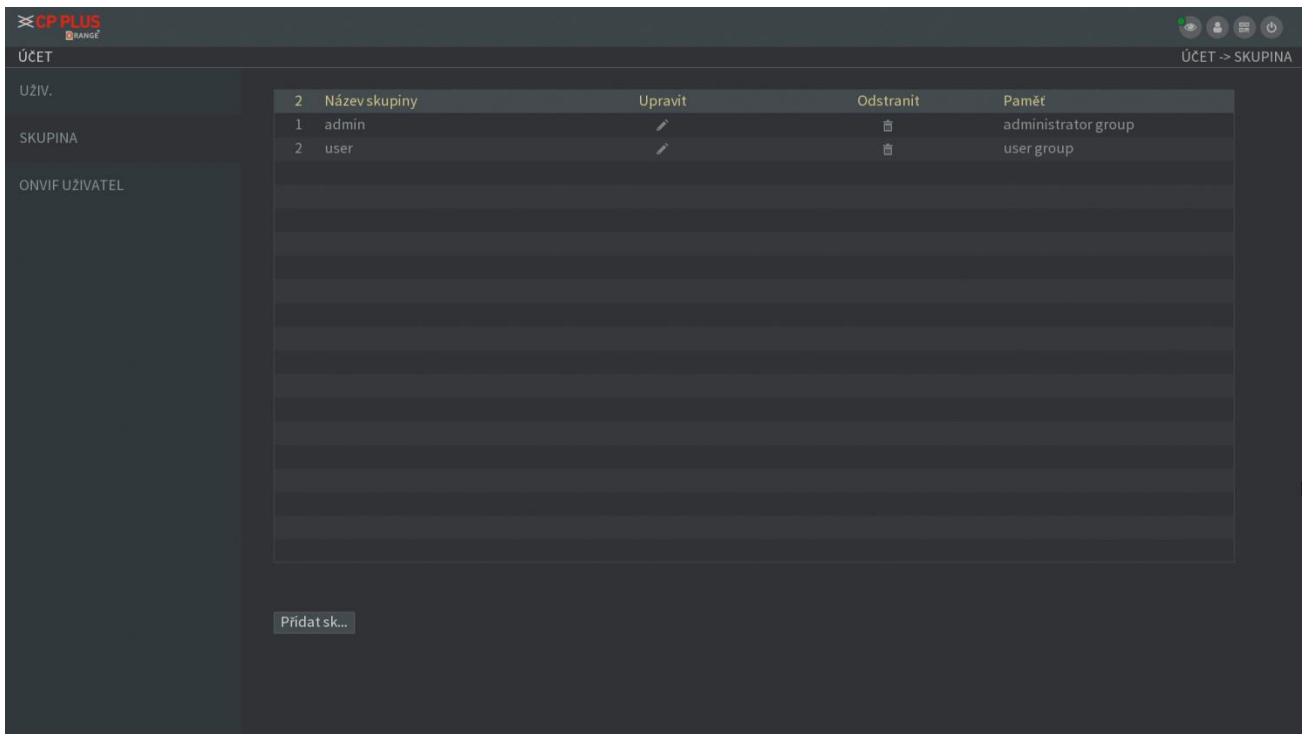 CP PLUS
ORANGE
ÚČET
ÚČET -> SKUPINA
UŽIV.
SKUPINA
ONVIF UŽIVATEL
2 Název skupiny Upravit Odstranit Paměť
1 admin administrator group
2 user user group
Přidat sk...